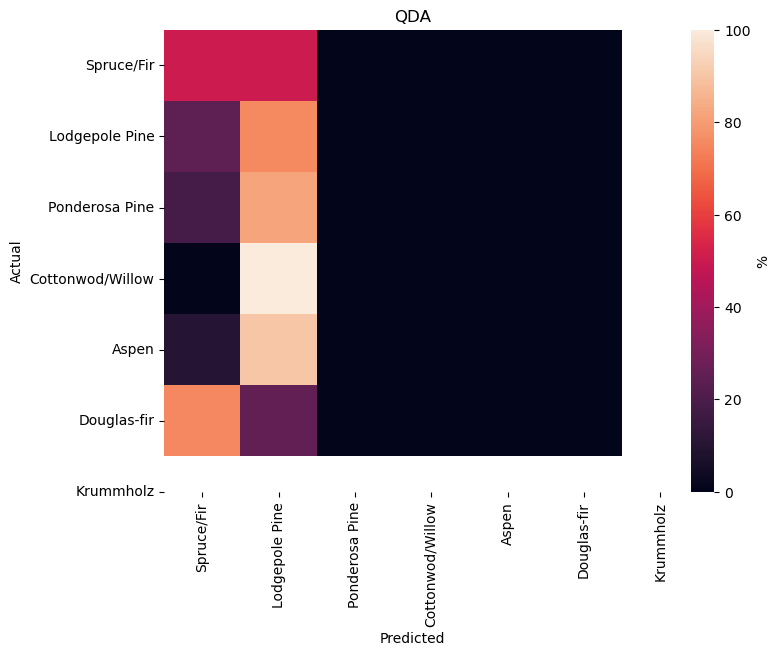 QDA
Spruce/Fir
Lodgepole Pine
Ponderosa Pine
Cottonwod/Willow
Aspen
Douglas-fir
Krummholz
Actual
Spruce/Fir
Lodgepole Pine
Ponderosa Pine
Cottonwod/Willow
Aspen
Douglas-fir
Krummholz
Predicted
100
80
60
40
20
0
%